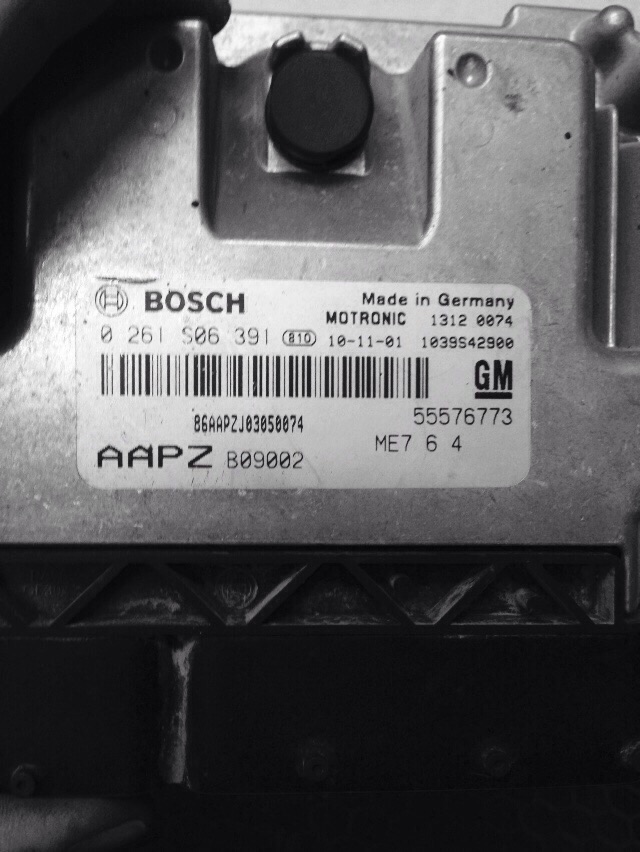 BOSCH Made in Germany
MOTRONIC 1312 0074
0 261 S06 391 810 10-11-01 1039S42900
GM
86AAPZJ03050074 55576773
AAPZ B09002 ME7 6 4